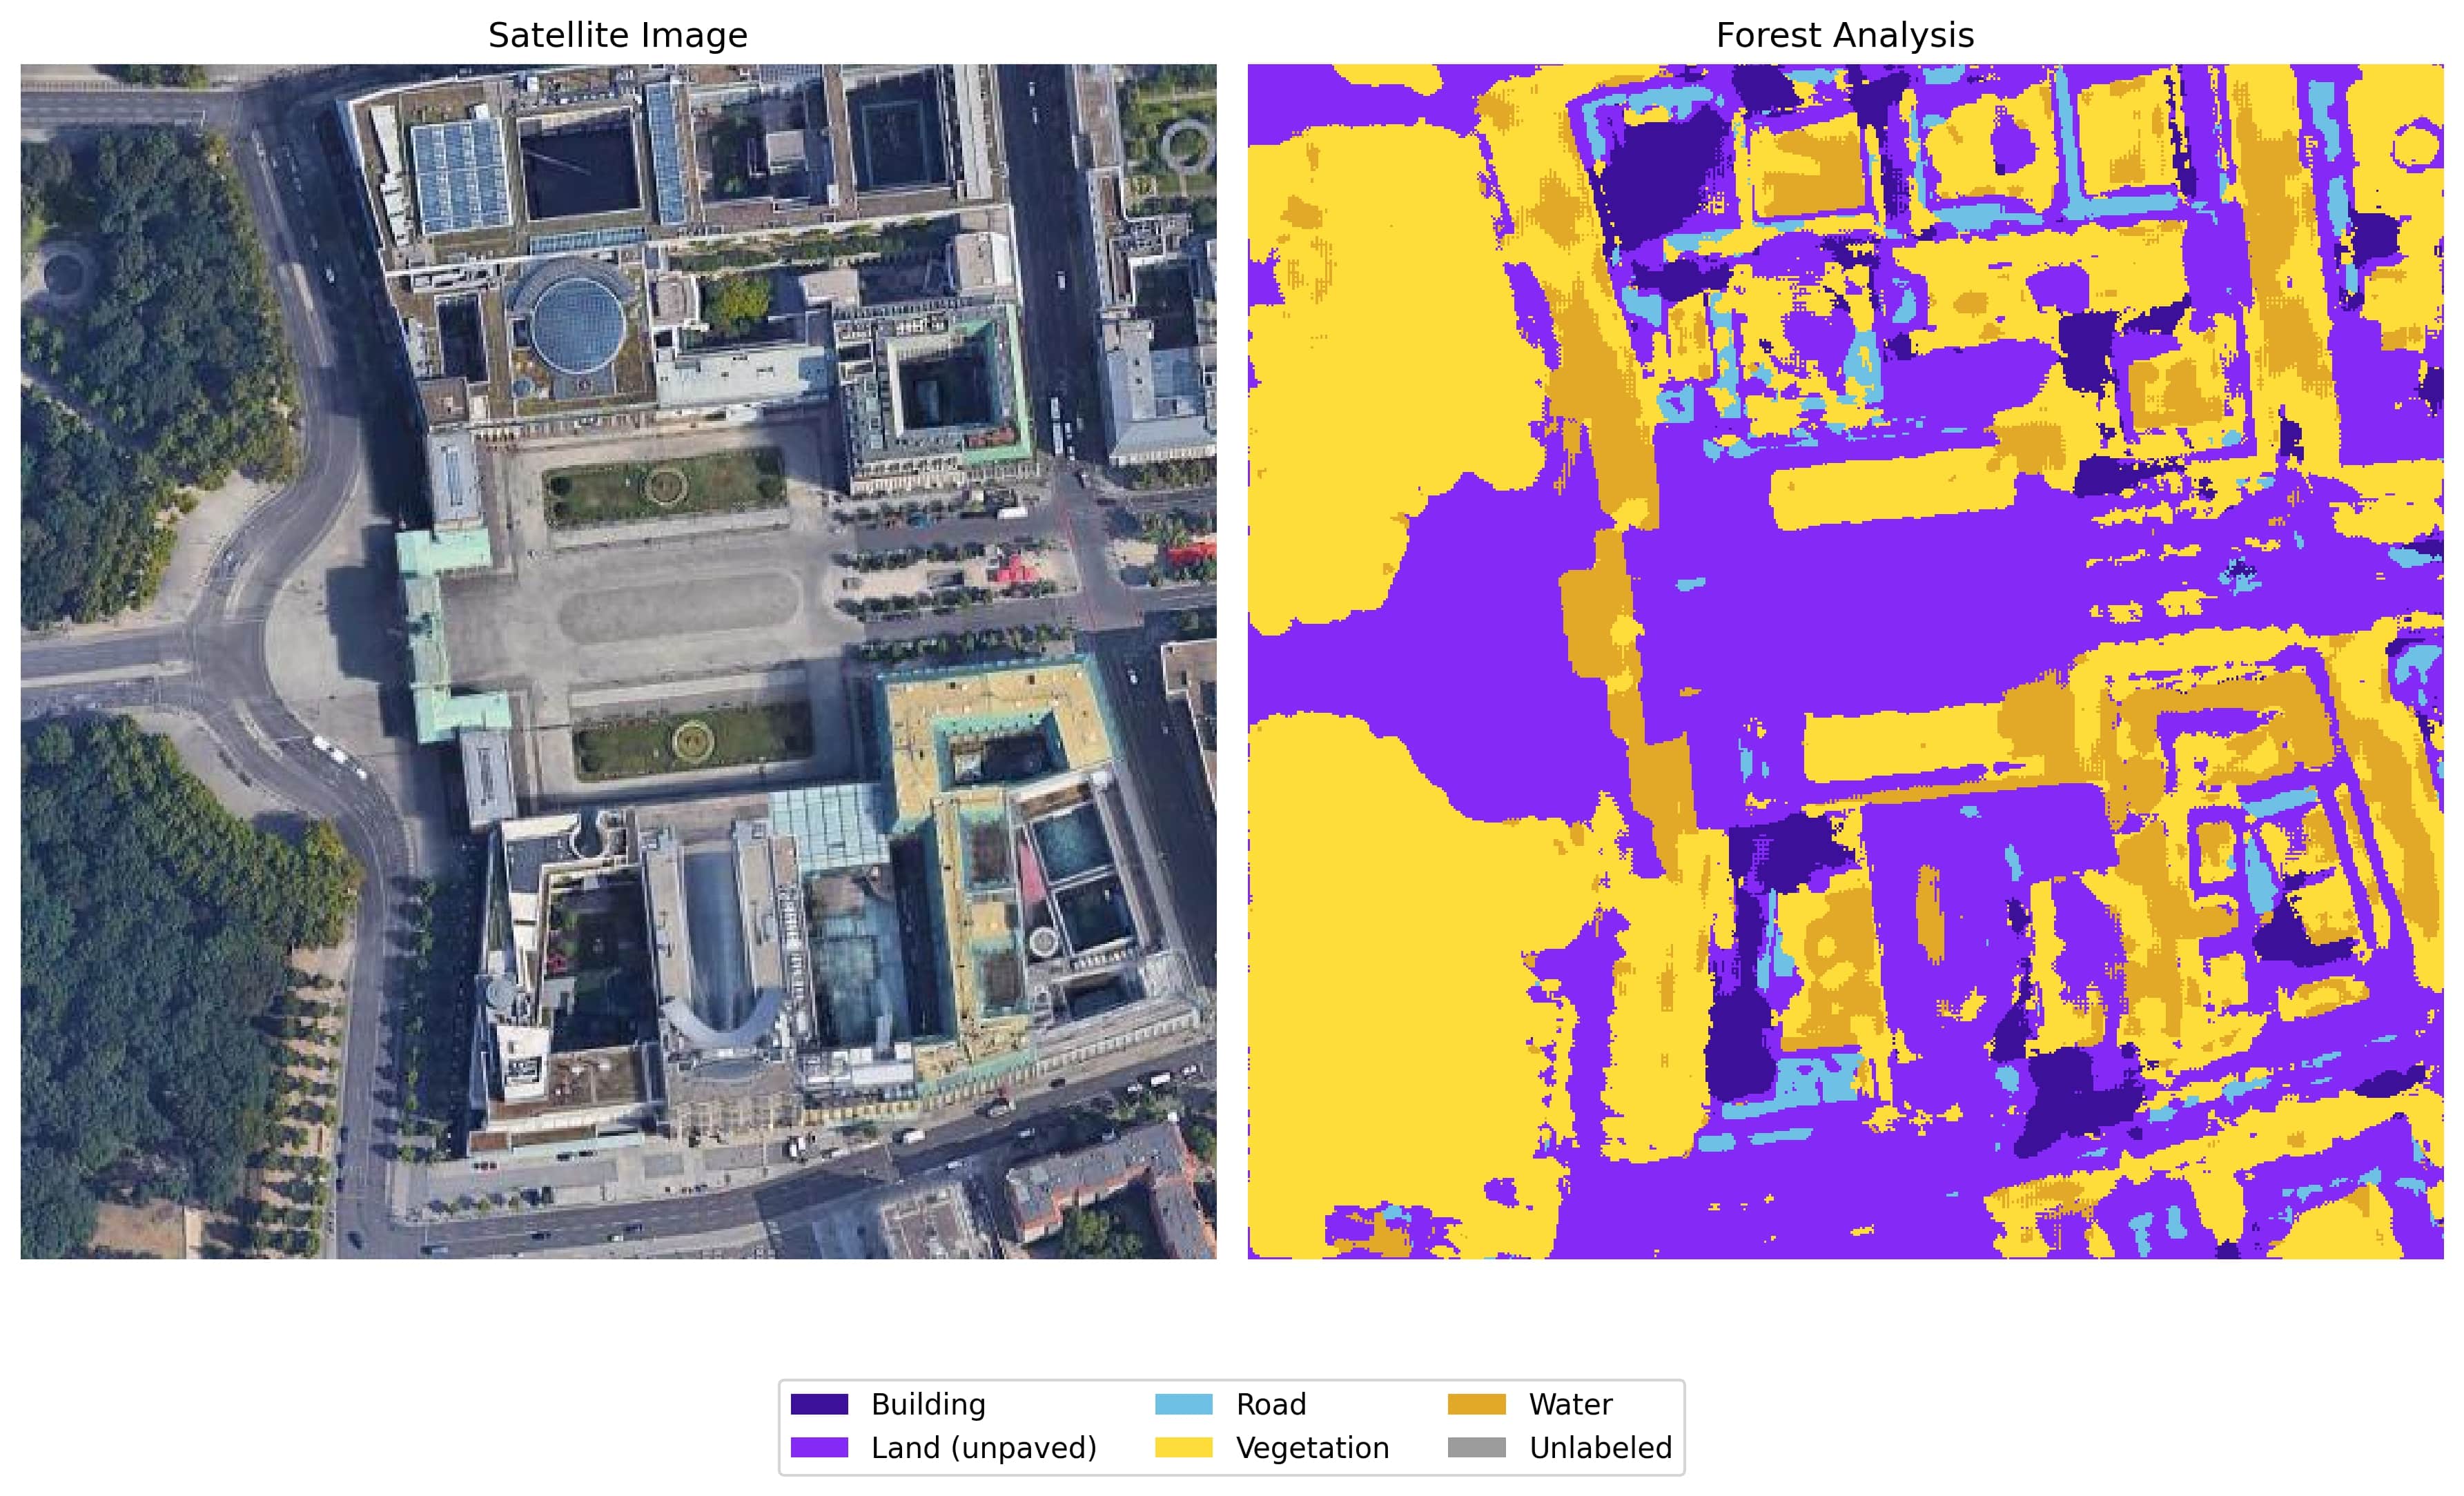 Satellite Image
Forest Analysis
Building
Road
Water
Land (unpaved)
Vegetation
Unlabeled